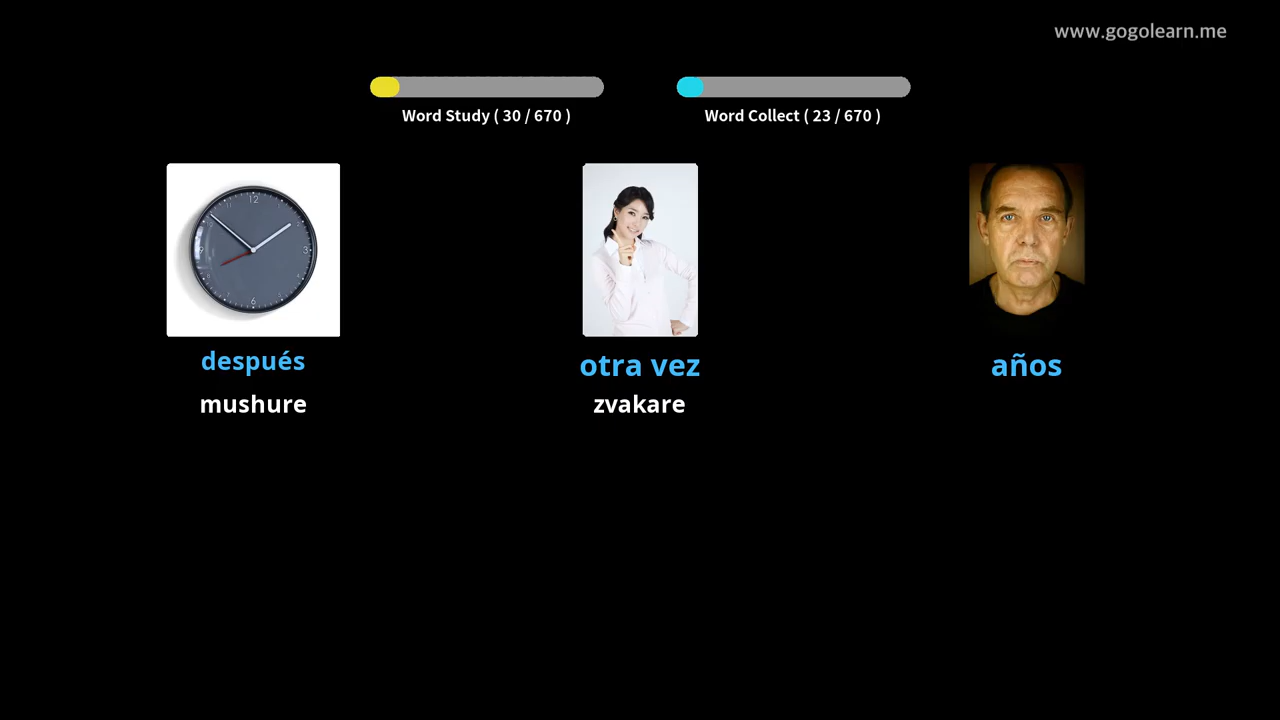 www.gogolearn.me
Word Study ( 30 / 670 )
Word Collect ( 23 / 670 )
después
mushure
otra vez
zvakare
años